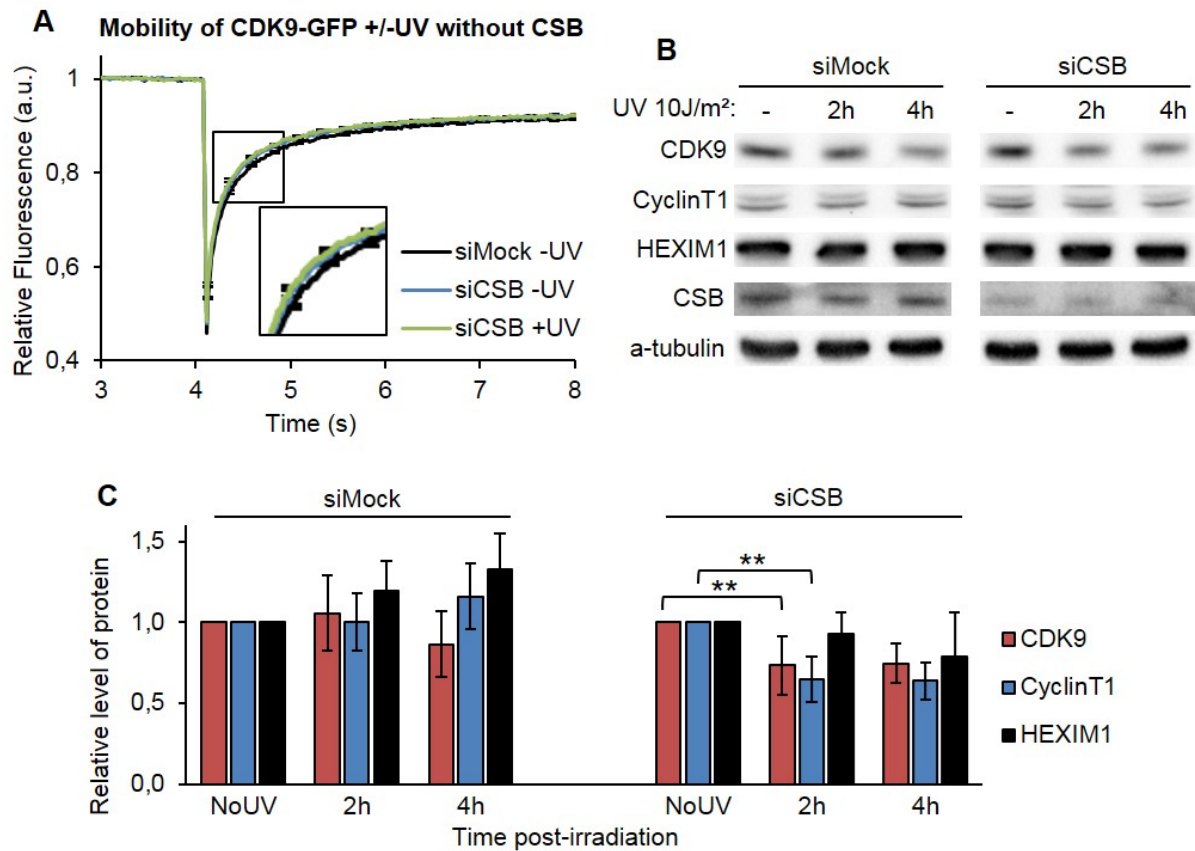 A
Mobility of CDK9-GFP +/-UV without CSB
Relative Fluorescence (a.u.)
1
0,8
0,6
0,4
3 4 5 6 7 8
Time (s)
siMock -UV
siCSB -UV
siCSB +UV
B
siMock siCSB
UV 10J/m²: - 2h 4h - 2h 4h
CDK9
CyclinT1
HEXIM1
CSB
a-tubulin
C
siMock siCSB
Relative level of protein
1,5
1,0
0,5
0,0
** **
NoUV 2h 4h NoUV 2h 4h
Time post-irradiation
CDK9
CyclinT1
HEXIM1